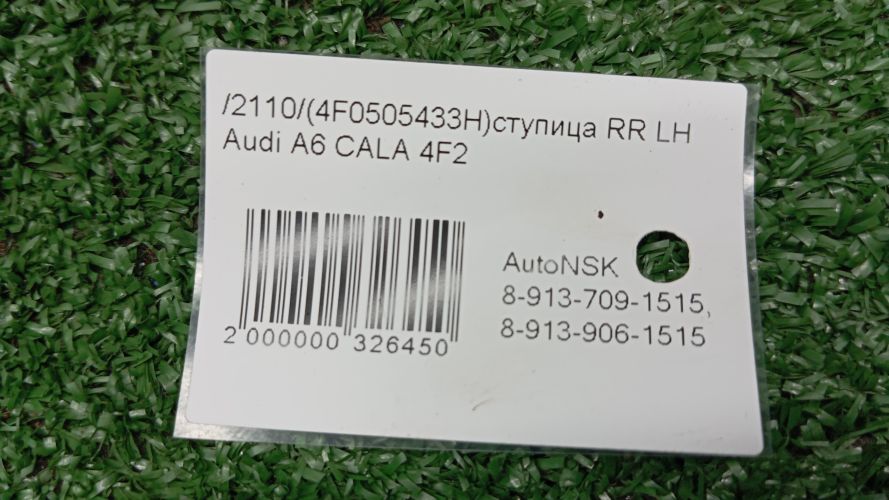 /2110/(4F0505433H)ступица RR LH
Audi A6 CALA 4F2
AutoNSK
8-913-709-1515,
8-913-906-1515
2 000000 326450